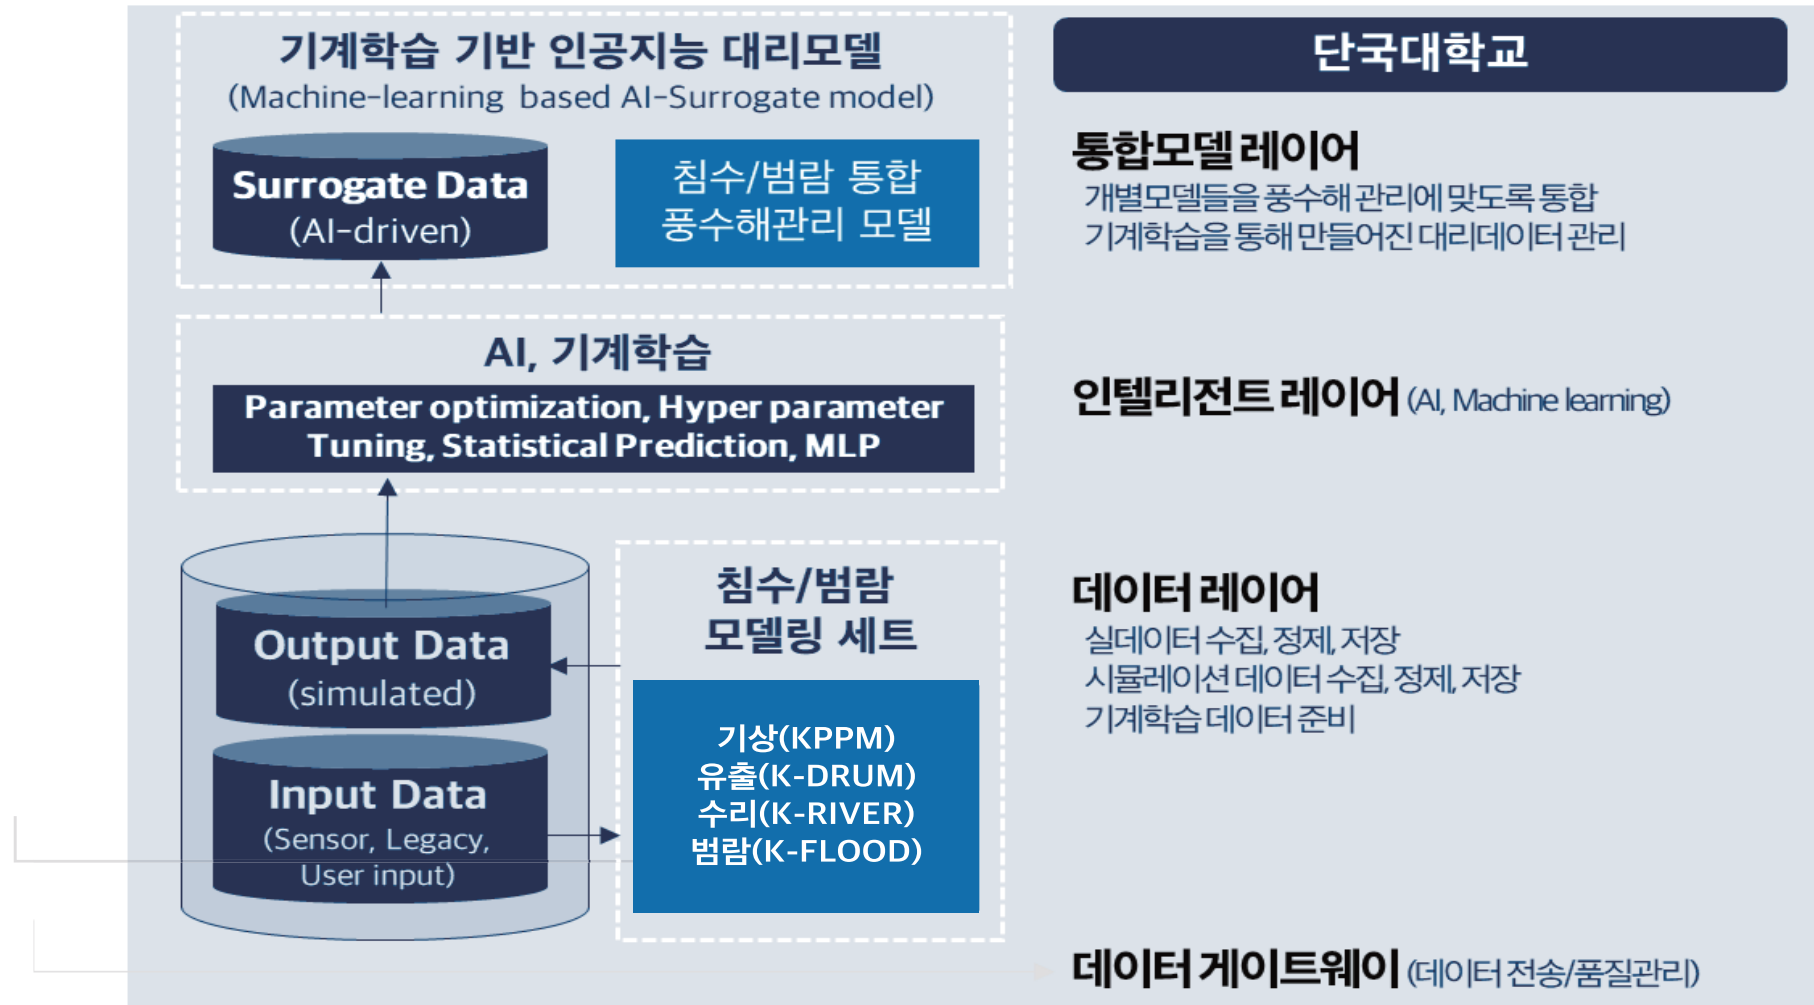 기계학습 기반 인공지능 대리모델
(Machine-learning based AI-Surrogate model)
Surrogate Data
(AI-driven)
침수/범람 통합
풍수해관리 모델
AI, 기계학습
Parameter optimization, Hyper parameter
Tuning, Statistical Prediction, MLP
Output Data
(simulated)
Input Data
(Sensor, Legacy,
User input)
침수/범람
모델링 세트
기상(KPPM)
유출(K-DRUM)
수리(K-RIVER)
범람(K-FLOOD)
단국대학교
통합모델 레이어
개별모델들을 풍수해 관리에 맞도록 통합
기계학습을 통해 만들어진 대리데이터 관리
인텔리전트 레이어 (AI, Machine learning)
데이터 레이어
실데이터 수집, 정제, 저장
시뮬레이션 데이터 수집, 정제, 저장
기계학습 데이터 준비
데이터 게이트웨이 (데이터 전송/품질관리)